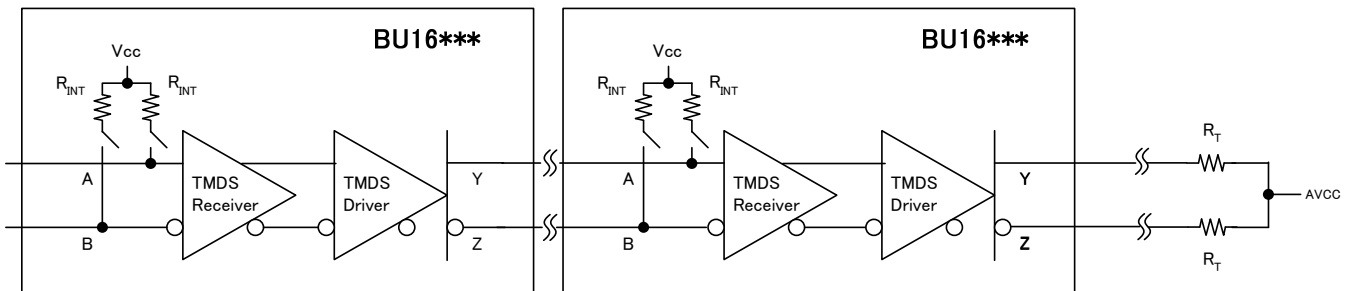 BU16***
Vcc
RINT
RINT
A
B
TMDS
Receiver
TMDS
Driver
Y
Z
BU16***
Vcc
RINT
RINT
A
B
TMDS
Receiver
TMDS
Driver
Y
Z
RT
AVCC
RT